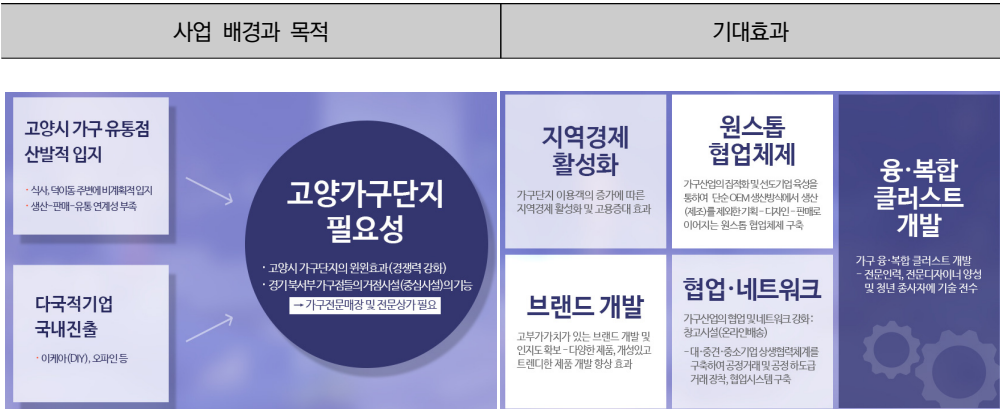 사업 배경과 목적
기대효과
고양시 가구 유통점
산발적 입지
· 식사, 덕이동 주변에 비계획적 입지
· 생산-판매-유통 연계성 부족
다국적기업
국내진출
· 이케아(DIY), 오파인 등
고양가구단지
필요성
· 고양시 가구단지의 윈윈효과(경쟁력 강화)
· 경기 북서부 가구점들의 거점시설(중심시설)의 기능
→ 가구전문매장 및 전문상가 필요
지역경제
활성화
가구단지 이용객의 증가에 따른
지역경제 활성화 및 고용증대 효과
원스톱
협업체제
가구산업의 집적화 및 선도기업 육성을
통하여 단순 OEM 생산방식에서 생산
(제조)를 제외한 기획 - 디자인 - 판매로
이어지는 원스톱 협업체제 구축
브랜드 개발
고부가가치가 있는 브랜드 개발 및
인지도 확보 - 다양한 제품, 개성있고
트렌디한 제품 개발 향상 효과
협업·네트워크
가구산업의 협업 및 네트워크 강화 :
창고시설(온라인배송)
- 대·중견·중소기업 상생협력체계를
구축하여 공정거래 및 공정 하도급
거래 장착, 협업시스템 구축
융·복합
클러스트
개발
가구 융·복합 클러스트 개발
- 전문인력, 전문디자이너 양성
및 청년 종사자에 기술 전수